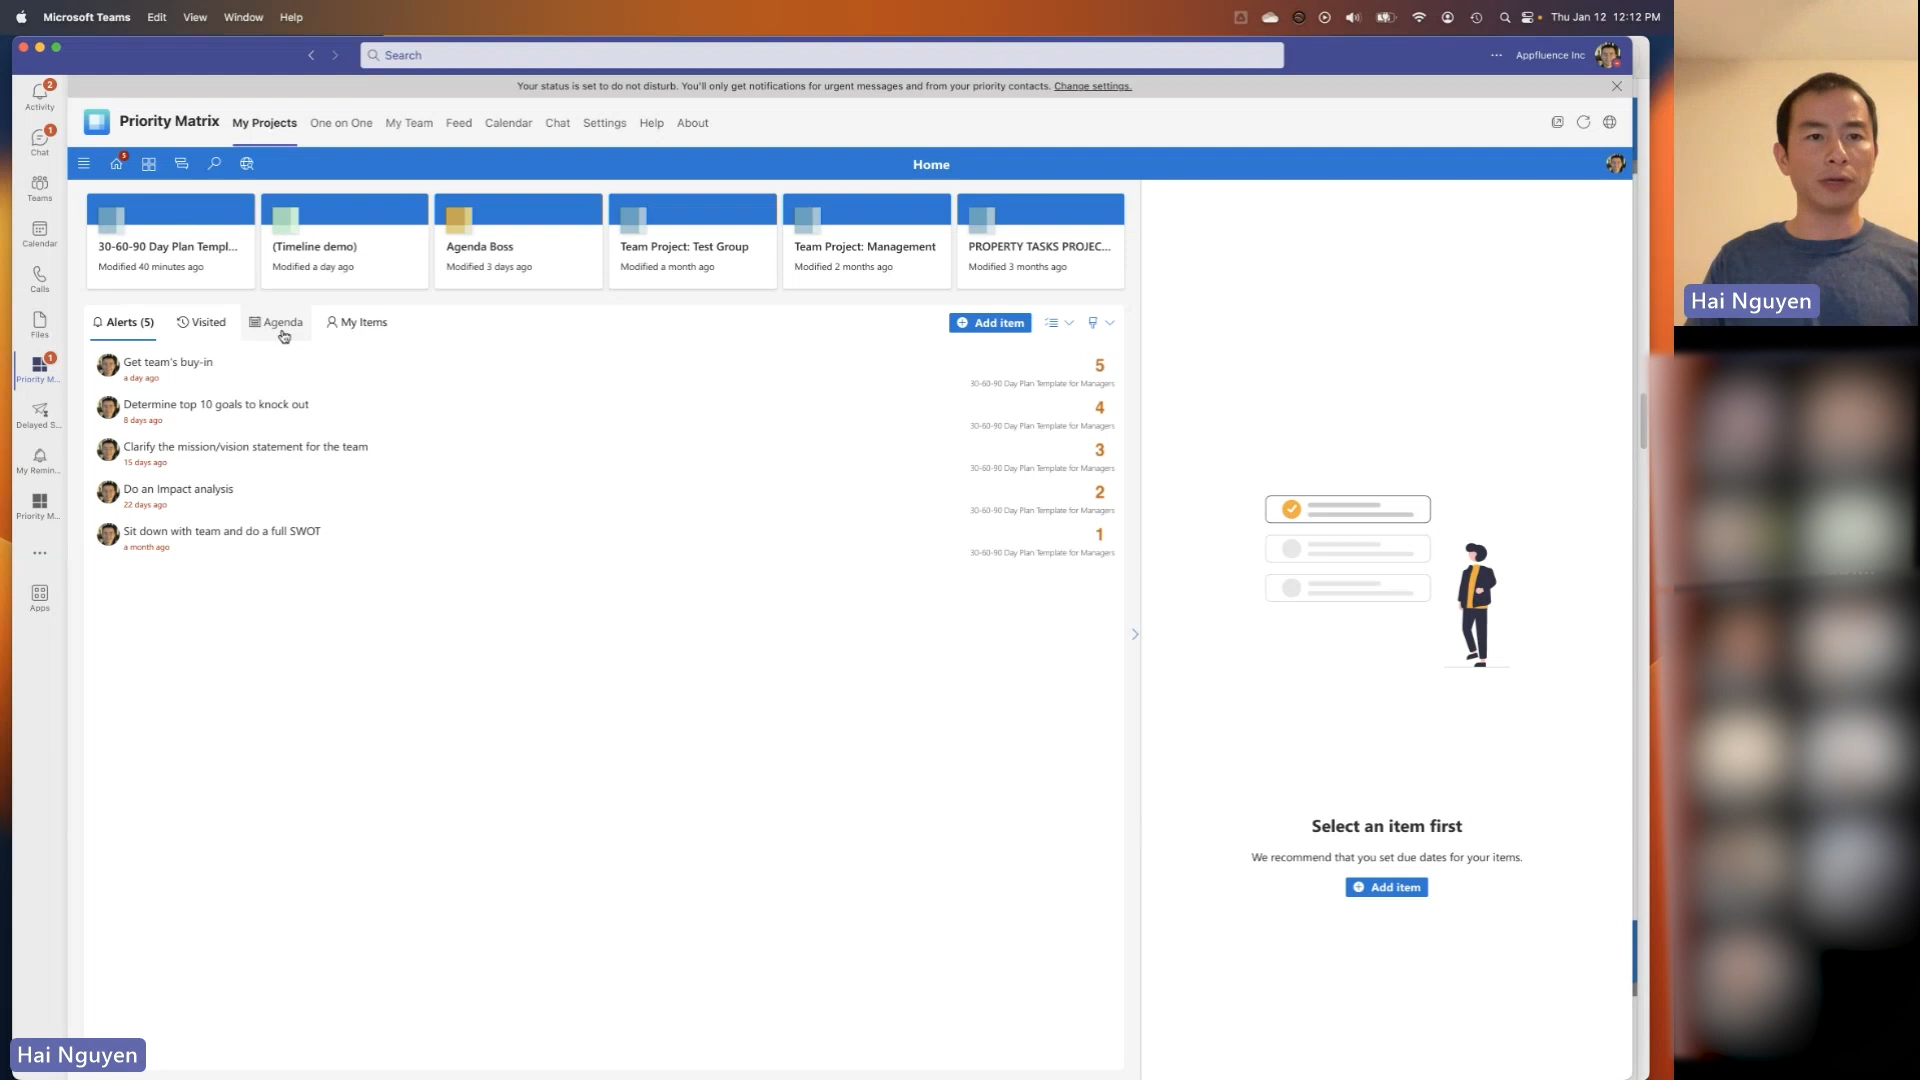 Microsoft Teams Edit View Window Help
Thu Jan 12 12:12 PM
Search
Appfluence Inc
Your status is set to do not disturb. You'll only get notifications for urgent messages and from your priority contacts. Change settings.
2
Activity
1
Chat
Teams
Calendar
Calls
Files
1
Priority M...
Delayed S...
My Remin...
Priority M...
Apps
Priority Matrix My Projects One on One My Team Feed Calendar Chat Settings Help About
5
Home
30-60-90 Day Plan Templ...
Modified 40 minutes ago
(Timeline demo)
Modified a day ago
Agenda Boss
Modified 3 days ago
Team Project: Test Group
Modified a month ago
Team Project: Management
Modified 2 months ago
PROPERTY TASKS PROJEC...
Modified 3 months ago
Alerts (5) Visited Agenda My Items
Add item
Get team's buy-in
a day ago
5
30-60-90 Day Plan Template for Managers
Determine top 10 goals to knock out
8 days ago
4
30-60-90 Day Plan Template for Managers
Clarify the mission/vision statement for the team
15 days ago
3
30-60-90 Day Plan Template for Managers
Do an Impact analysis
22 days ago
2
30-60-90 Day Plan Template for Managers
Sit down with team and do a full SWOT
a month ago
1
30-60-90 Day Plan Template for Managers
Select an item first
We recommend that you set due dates for your items.
Add item
Hai Nguyen
Hai Nguyen